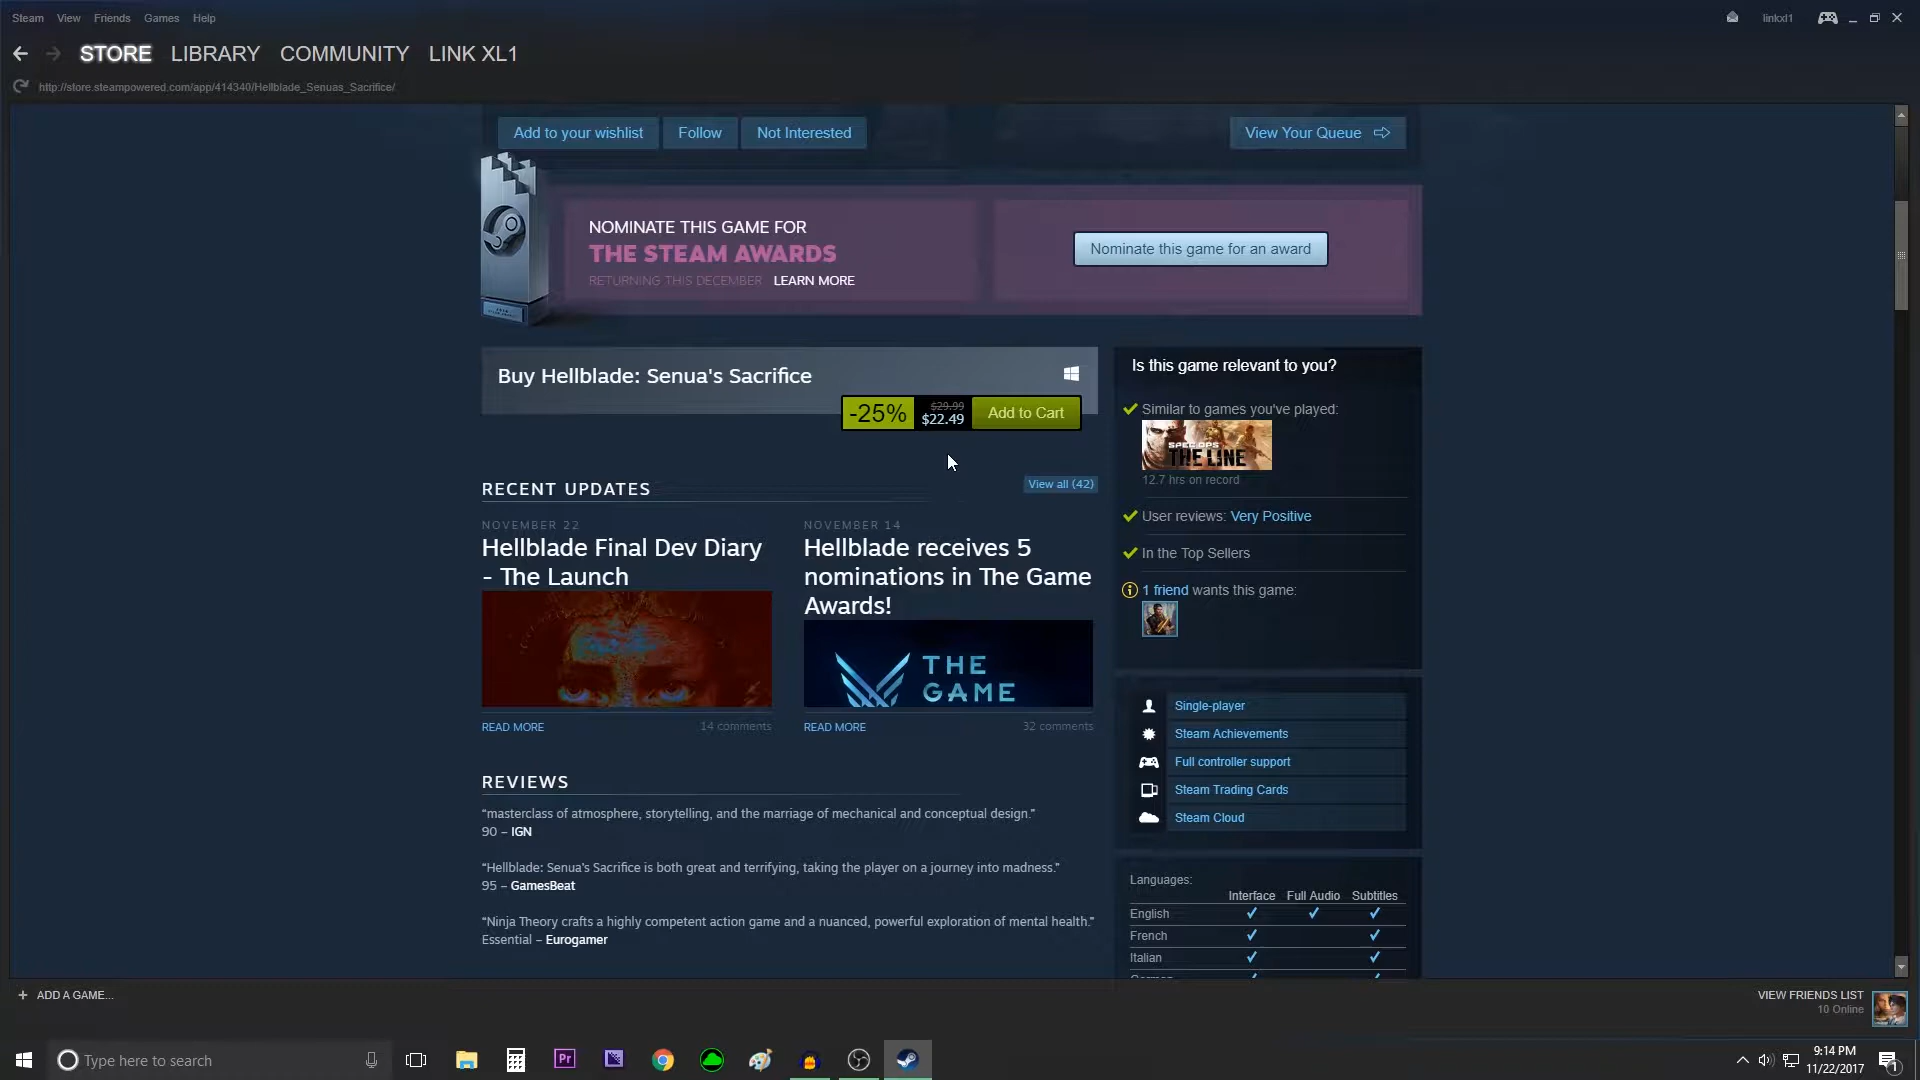 Steam View Friends Games Help
linkxl1
STORE LIBRARY COMMUNITY LINK XL1
http://store.steampowered.com/app/414340/Hellblade_Senuas_Sacrifice/
Add to your wishlist Follow Not Interested View Your Queue
NOMINATE THIS GAME FOR
THE STEAM AWARDS
RETURNING THIS DECEMBER LEARN MORE
Nominate this game for an award
Buy Hellblade: Senua's Sacrifice
-25% $29.99 $22.49 Add to Cart
RECENT UPDATES View all (42)
NOVEMBER 22
Hellblade Final Dev Diary
- The Launch
READ MORE 14 comments
NOVEMBER 14
Hellblade receives 5
nominations in The Game
Awards!
THE
GAME
READ MORE 32 comments
REVIEWS
“masterclass of atmosphere, storytelling, and the marriage of mechanical and conceptual design.”
90 – IGN
“Hellblade: Senua’s Sacrifice is both great and terrifying, taking the player on a journey into madness.”
95 – GamesBeat
“Ninja Theory crafts a highly competent action game and a nuanced, powerful exploration of mental health.”
Essential – Eurogamer
Is this game relevant to you?
Similar to games you've played:
SPEC OPS
THE LINE
12.7 hrs on record
User reviews: Very Positive
In the Top Sellers
1 friend wants this game:
Single-player
Steam Achievements
Full controller support
Steam Trading Cards
Steam Cloud
Languages:
Interface Full Audio Subtitles
English
French
Italian
German
+ ADD A GAME...
VIEW FRIENDS LIST
10 Online
Type here to search
Pr
9:14 PM
11/22/2017
1